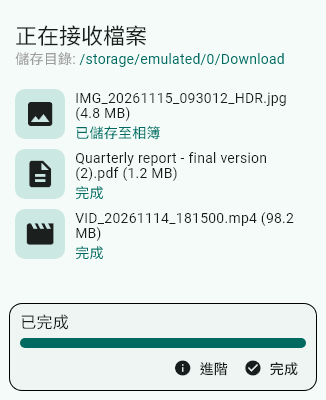 正在接收檔案
儲存目錄: /storage/emulated/0/Download
IMG_20261115_093012_HDR.jpg
(4.8 MB)
已儲存至相簿
Quarterly report - final version
(2).pdf (1.2 MB)
完成
VID_20261114_181500.mp4 (98.2
MB)
完成
已完成
進階 完成